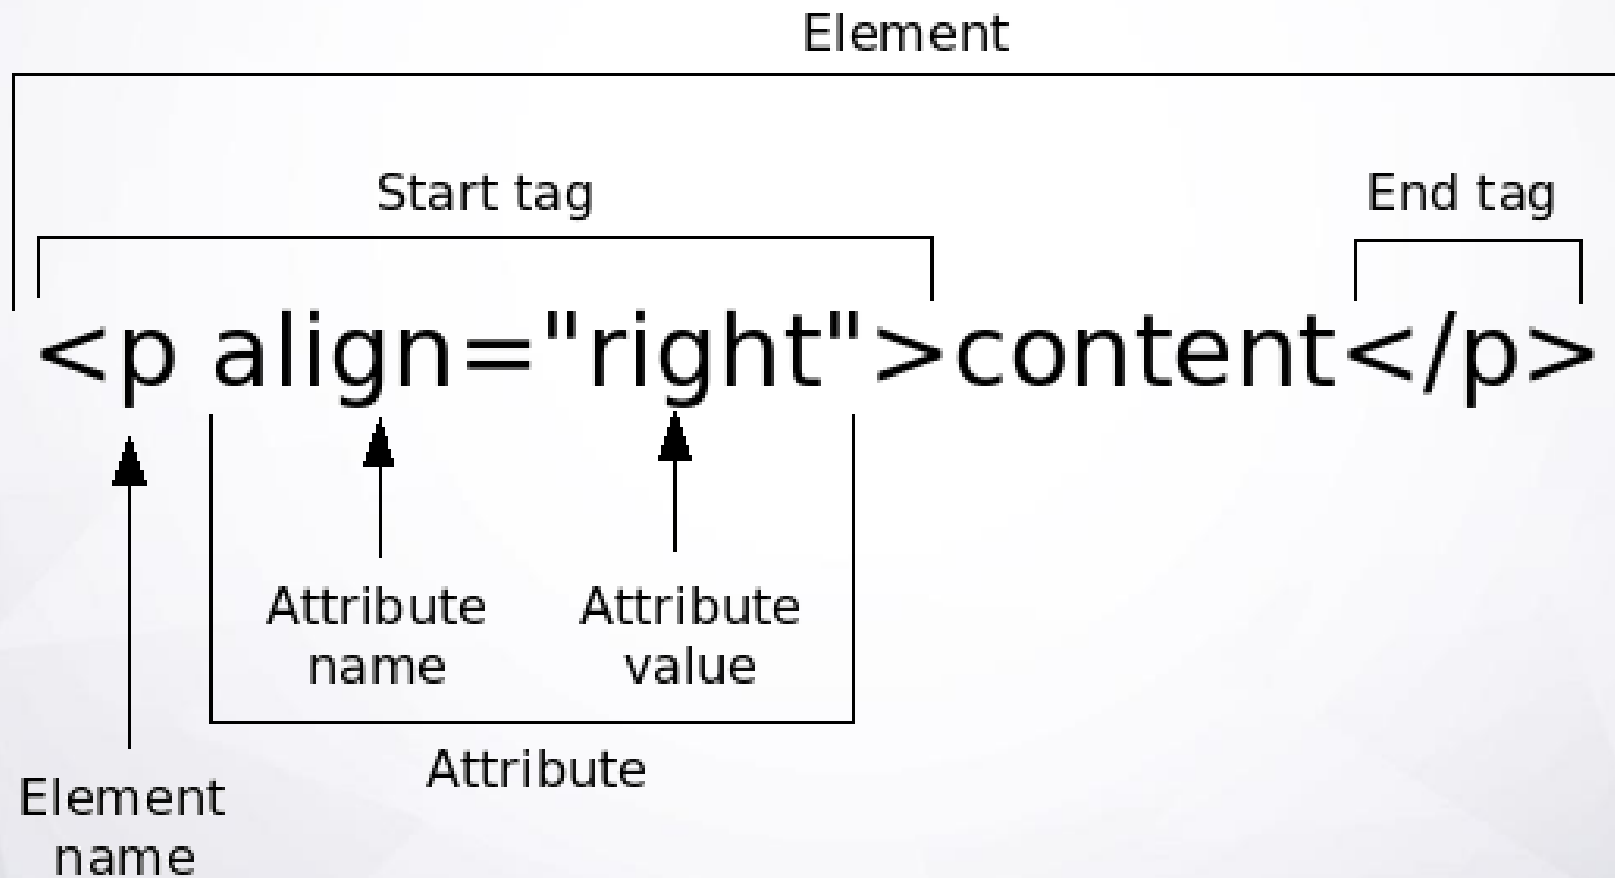 Element
Start tag
End tag
<p align="right">content</p>
Attribute
name
Attribute
value
Attribute
Element
name